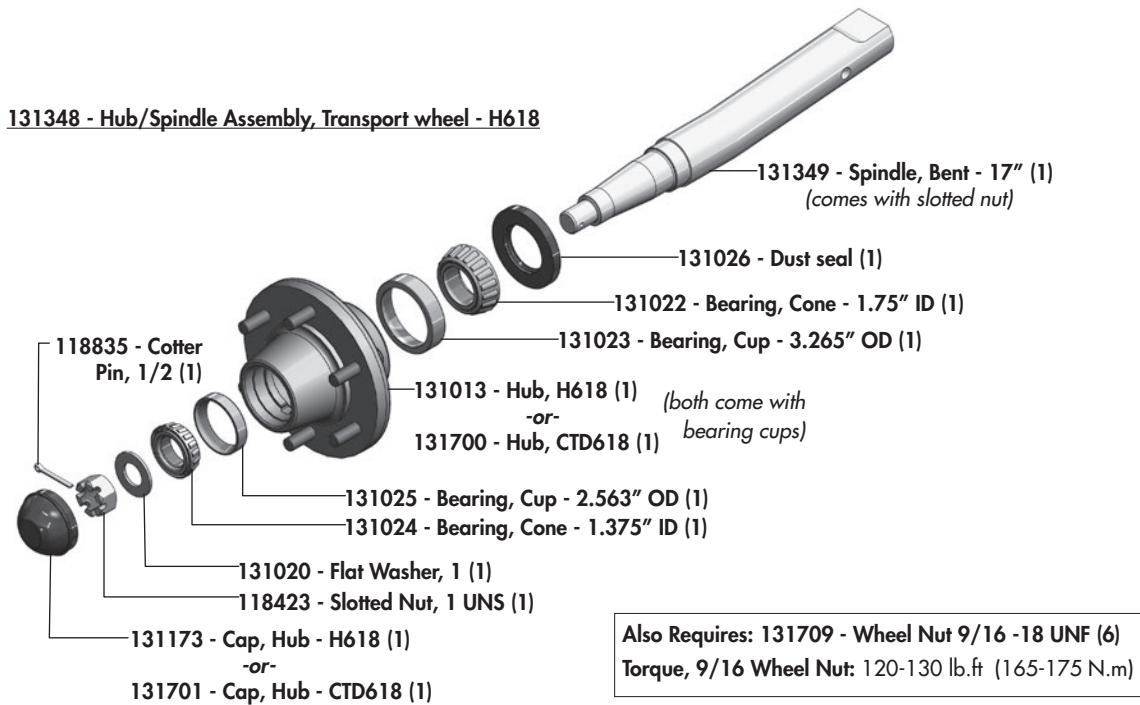 131348 - Hub/Spindle Assembly, Transport wheel - H618
131349 - Spindle, Bent - 17” (1)
(comes with slotted nut)
131026 - Dust seal (1)
131022 - Bearing, Cone - 1.75” ID (1)
131023 - Bearing, Cup - 3.265” OD (1)
118835 - Cotter
Pin, 1/2 (1)
131013 - Hub, H618 (1)
-or-
131700 - Hub, CTD618 (1)
(both come with
bearing cups)
131025 - Bearing, Cup - 2.563” OD (1)
131024 - Bearing, Cone - 1.375” ID (1)
131020 - Flat Washer, 1 (1)
118423 - Slotted Nut, 1 UNS (1)
131173 - Cap, Hub - H618 (1)
-or-
131701 - Cap, Hub - CTD618 (1)
Also Requires: 131709 - Wheel Nut 9/16 -18 UNF (6)
Torque, 9/16 Wheel Nut: 120-130 lb.ft (165-175 N.m)